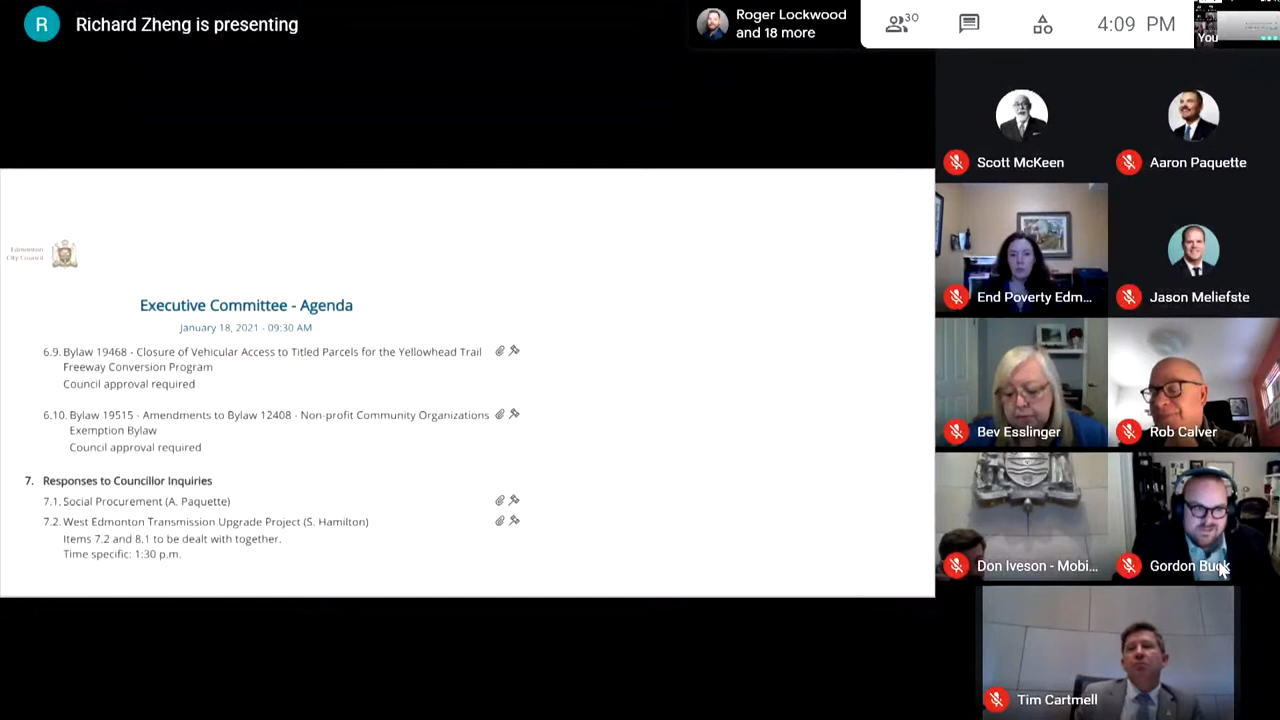 R
Richard Zheng is presenting
Roger Lockwood
and 18 more
30
4:09 PM
You
Scott McKeen
Aaron Paquette
End Poverty Edm...
Jason Meliefste
Bev Esslinger
Rob Calver
Don Iveson - Mobi...
Gordon Buck
Tim Cartmell
Edmonton
City Council
Executive Committee - Agenda
January 18, 2021 - 09:30 AM
6.9. Bylaw 19468 - Closure of Vehicular Access to Titled Parcels for the Yellowhead Trail
Freeway Conversion Program
Council approval required
6.10. Bylaw 19515 - Amendments to Bylaw 12408 - Non-profit Community Organizations
Exemption Bylaw
Council approval required
7. Responses to Councillor Inquiries
7.1. Social Procurement (A. Paquette)
7.2. West Edmonton Transmission Upgrade Project (S. Hamilton)
Items 7.2 and 8.1 to be dealt with together.
Time specific: 1:30 p.m.